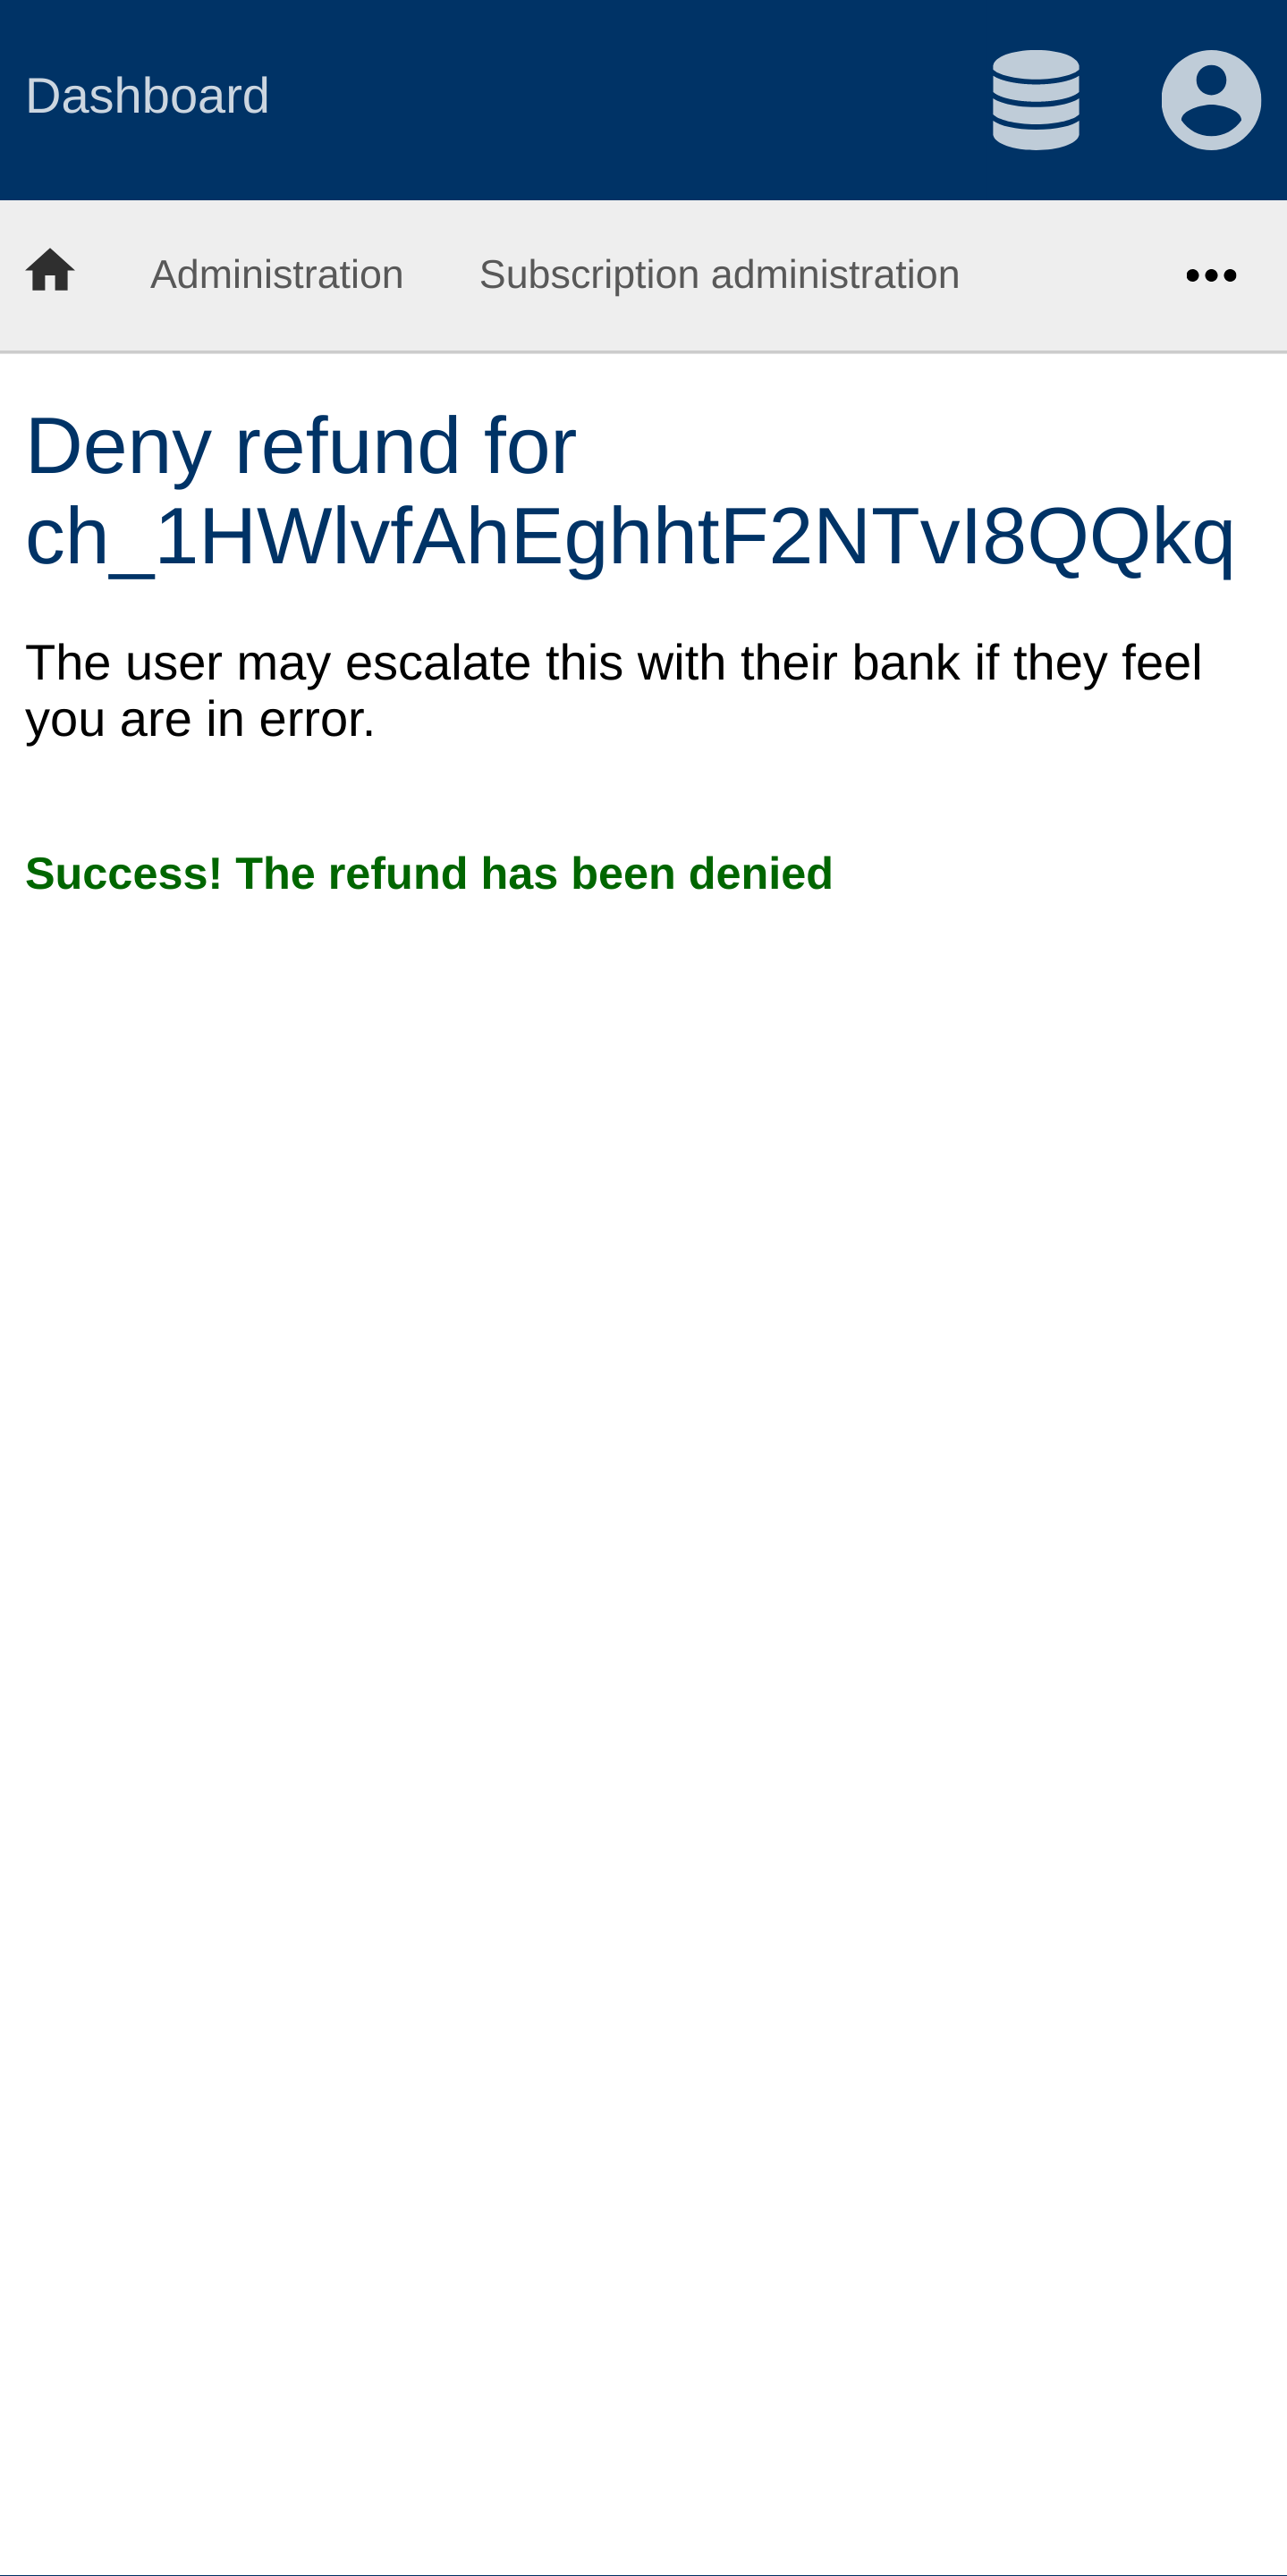 Dashboard
Administration
Subscription administration
Deny refund for
ch_1HWlvfAhEghhtF2NTvI8QQkq
The user may escalate this with their bank if they feel
you are in error.
Success! The refund has been denied